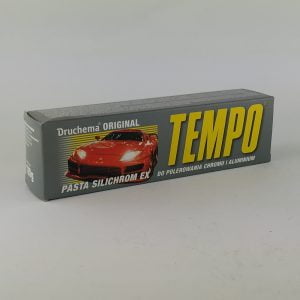 Druchema ORIGINAL
TEMPO
PASTA SILICHROM EX
DO POLEROWANIA CHROMU I ALUMINIUM